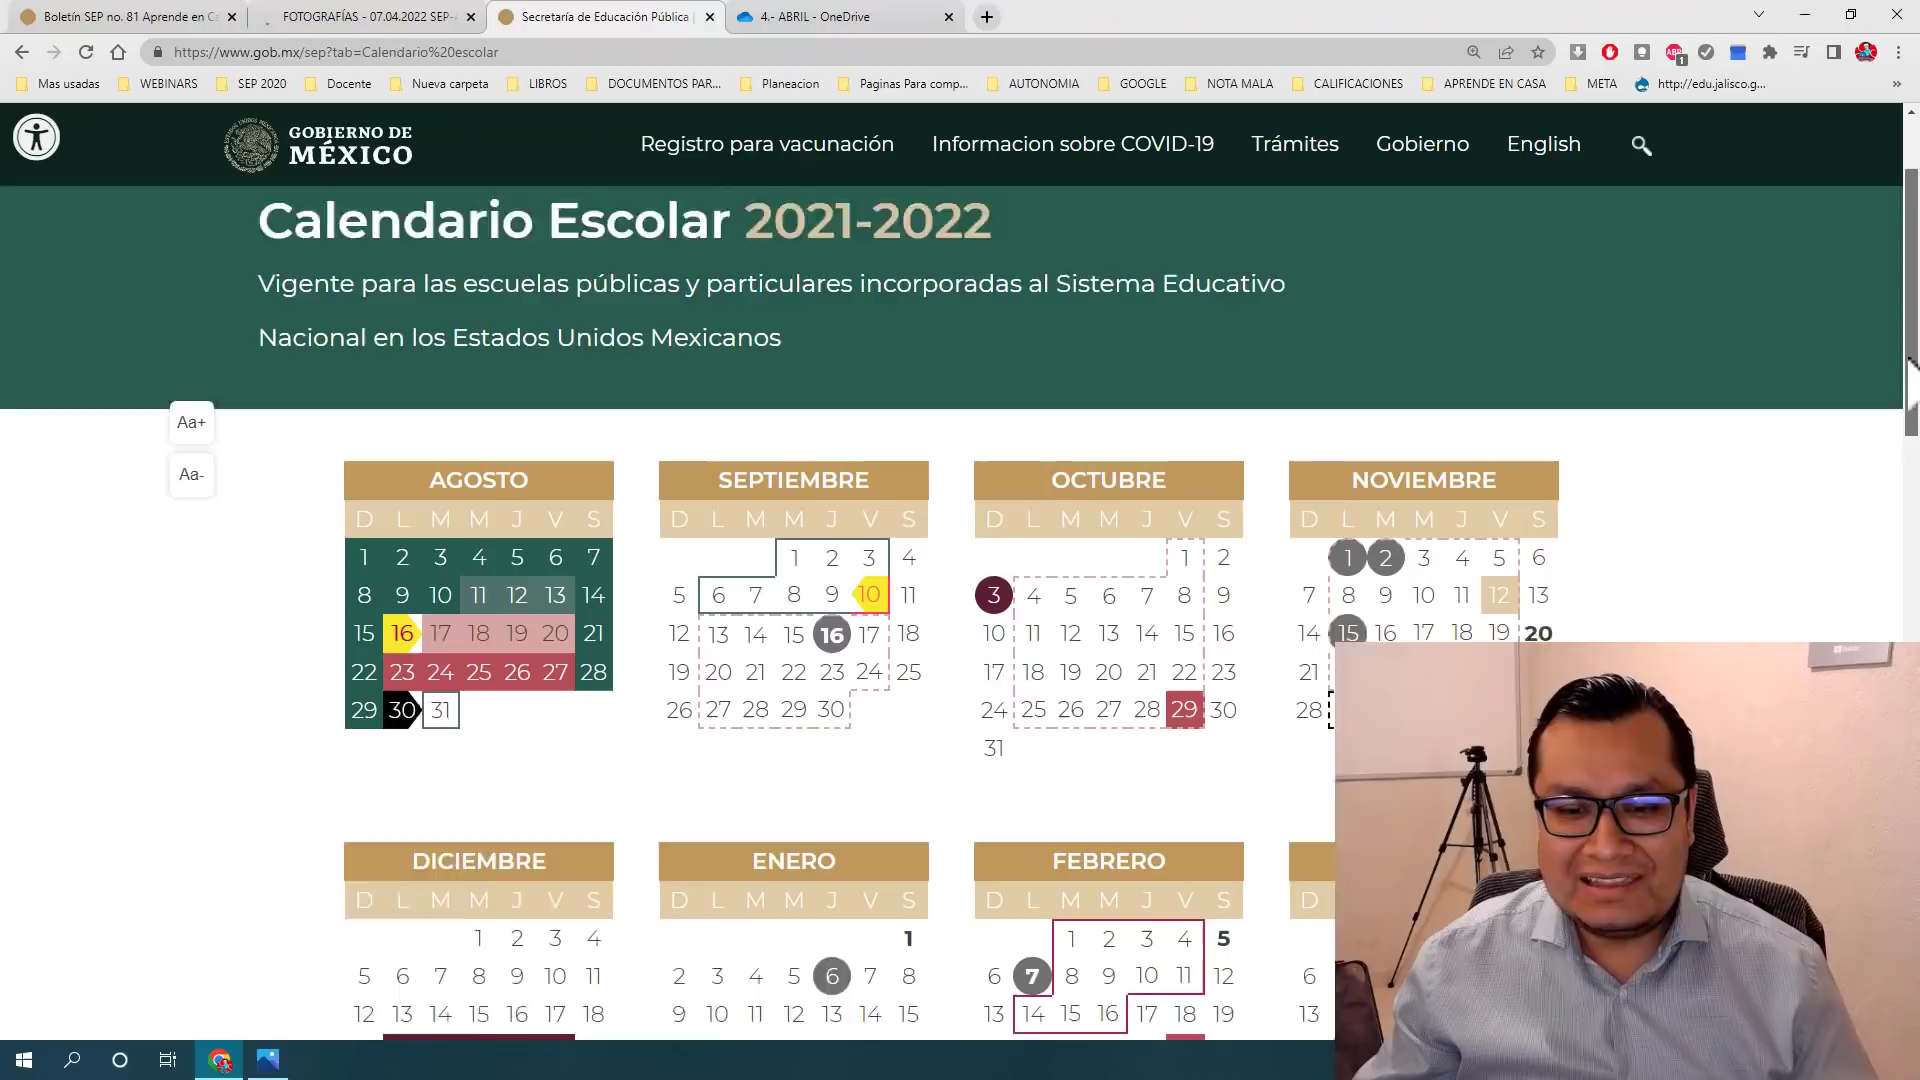 Boletín SEP no. 81 Aprende en C
FOTOGRAFÍAS - 07.04.2022 SEP-
Secretaría de Educación Pública
4.- ABRIL - OneDrive
https://www.gob.mx/sep?tab=Calendario%20escolar
Mas usadas
WEBINARS
SEP 2020
Docente
Nueva carpeta
LIBROS
DOCUMENTOS PAR...
Planeacion
Paginas Para comp...
AUTONOMIA
GOOGLE
NOTA MALA
CALIFICACIONES
APRENDE EN CASA
META
http://edu.jalisco.g...
GOBIERNO DE
MÉXICO
Registro para vacunación
Informacion sobre COVID-19
Trámites
Gobierno
English
Calendario Escolar 2021-2022
Vigente para las escuelas públicas y particulares incorporadas al Sistema Educativo
Nacional en los Estados Unidos Mexicanos
Aa+
Aa-
AGOSTO
D L M M J V S
1 2 3 4 5 6 7
8 9 10 11 12 13 14
15 16 17 18 19 20 21
22 23 24 25 26 27 28
29 30 31
SEPTIEMBRE
D L M M J V S
1 2 3 4
5 6 7 8 9 10 11
12 13 14 15 16 17 18
19 20 21 22 23 24 25
26 27 28 29 30
OCTUBRE
D L M M J V S
1 2
3 4 5 6 7 8 9
10 11 12 13 14 15 16
17 18 19 20 21 22 23
24 25 26 27 28 29 30
31
NOVIEMBRE
D L M M J V S
1 2 3 4 5 6
7 8 9 10 11 12 13
14 15 16 17 18 19 20
21
28
DICIEMBRE
D L M M J V S
1 2 3 4
5 6 7 8 9 10 11
12 13 14 15 16 17 18
ENERO
D L M M J V S
1
2 3 4 5 6 7 8
9 10 11 12 13 14 15
FEBRERO
D L M M J V S
1 2 3 4 5
6 7 8 9 10 11 12
13 14 15 16 17 18 19
D
6
13